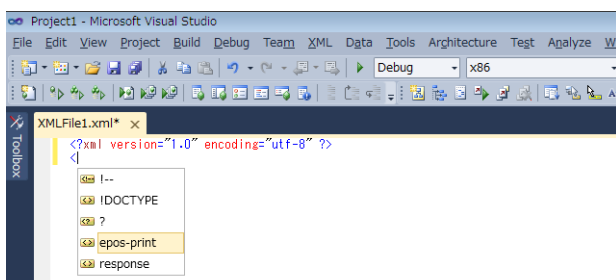 Project1 - Microsoft Visual Studio
File Edit View Project Build Debug Team XML Data Tools Architecture Test Analyze W
Debug x86
XMLFile1.xml*
Toolbox
<?xml version="1.0" encoding="utf-8" ?>
<
!--
!DOCTYPE
?
epos-print
response